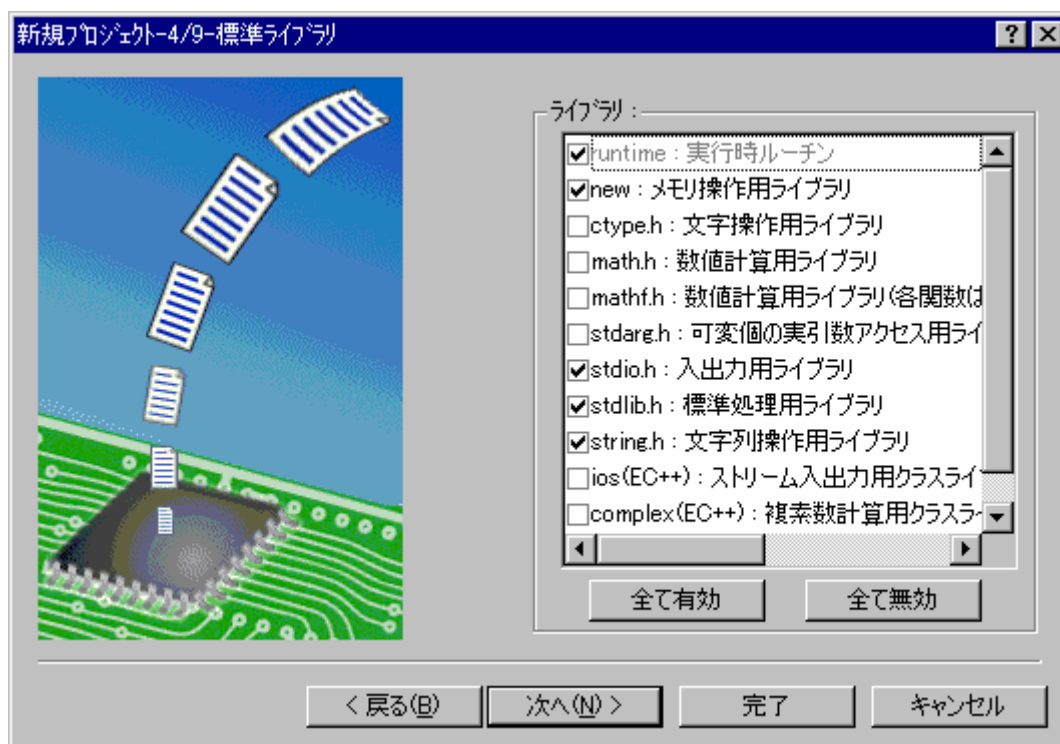 新規プロジェクト-4/9-標準ライブラリ
ライブラリ：
runtime : 実行時ルーチン
new : メモリ操作用ライブラリ
ctype.h : 文字操作用ライブラリ
math.h : 数値計算用ライブラリ
mathf.h : 数値計算用ライブラリ(各関数は
stdarg.h : 可変個の実引数アクセス用ライ
stdio.h : 入出力用ライブラリ
stdlib.h : 標準処理用ライブラリ
string.h : 文字列操作用ライブラリ
ios(EC++) : ストリーム入出力用クラスライ
complex(EC++) : 複素数計算用クラスラ
全て有効 全て無効
< 戻る(B) 次へ(N) > 完了 キャンセル